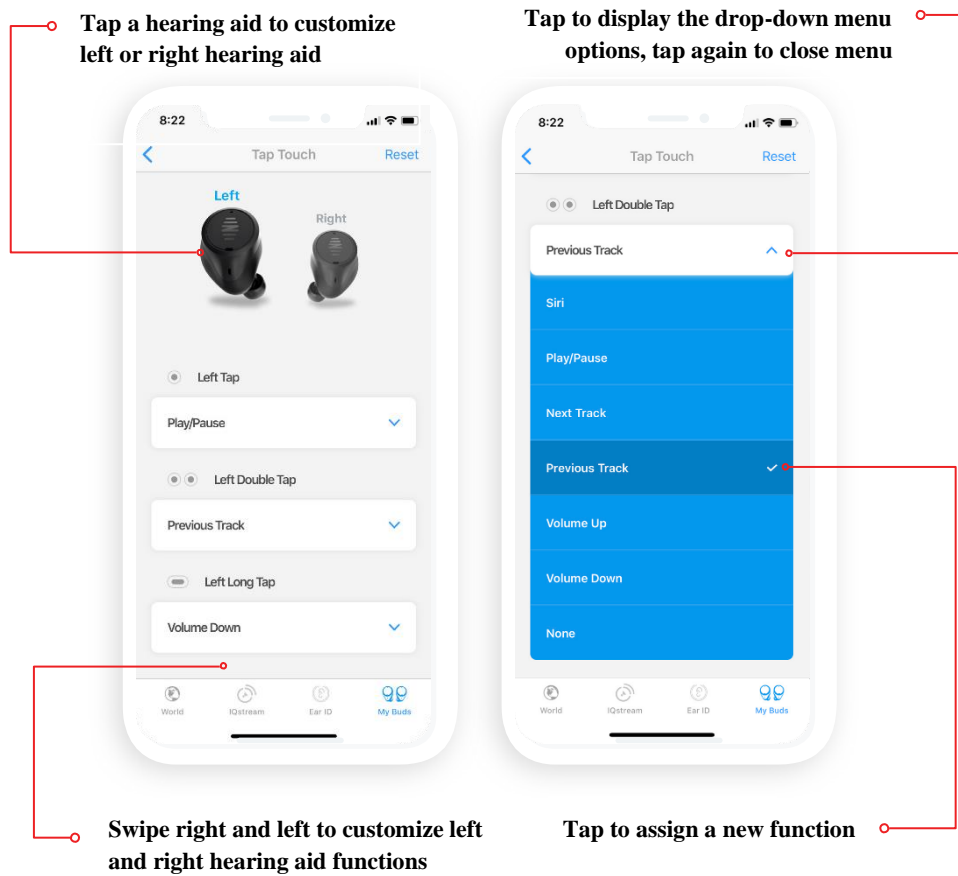 Tap a hearing aid to customize
left or right hearing aid
Tap to display the drop-down menu
options, tap again to close menu
8:22
Tap Touch
Reset
Left
Right
Left Tap
Play/Pause
Left Double Tap
Previous Track
Left Long Tap
Volume Down
World
IQstream
Ear ID
My Buds
8:22
Tap Touch
Reset
Left Double Tap
Previous Track
Siri
Play/Pause
Next Track
Previous Track
Volume Up
Volume Down
None
World
IQstream
Ear ID
My Buds
Swipe right and left to customize left
and right hearing aid functions
Tap to assign a new function